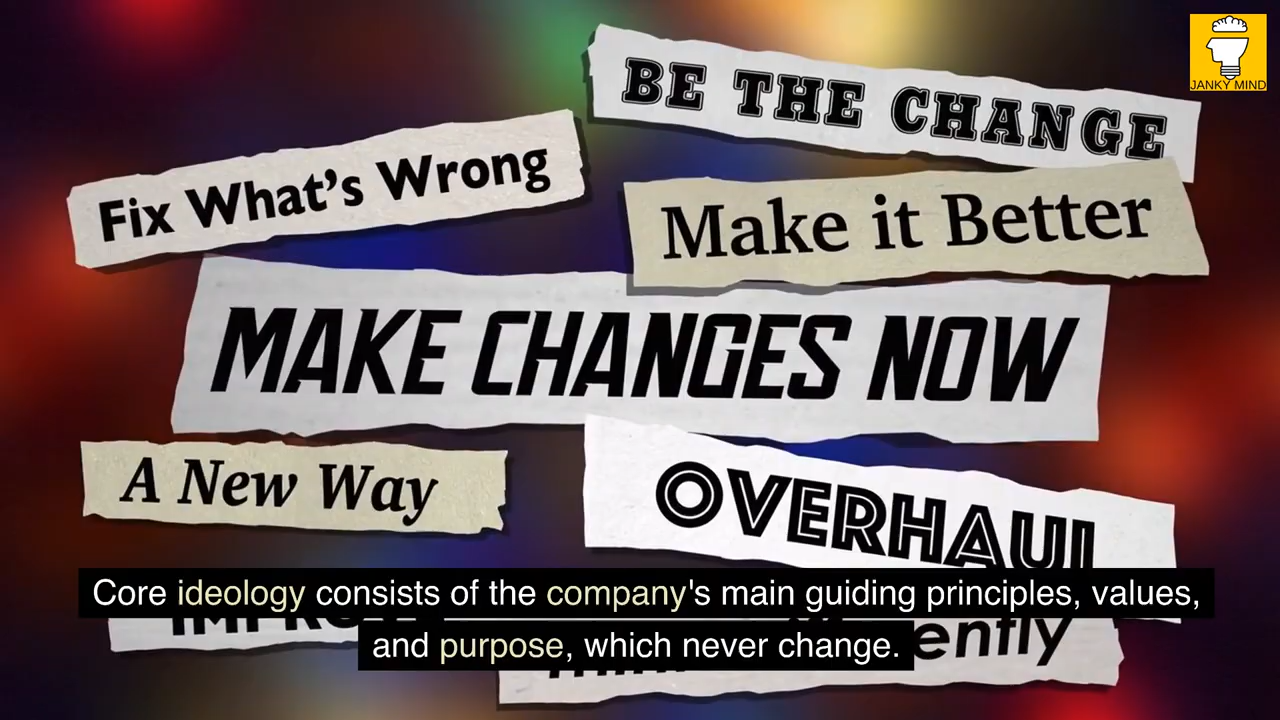 JANKY MIND
BE THE CHANGE
Fix What's Wrong
Make it Better
MAKE CHANGES NOW
A New Way
OVERHAUL
Core ideology consists of the company's main guiding principles, values,
and purpose, which never change.